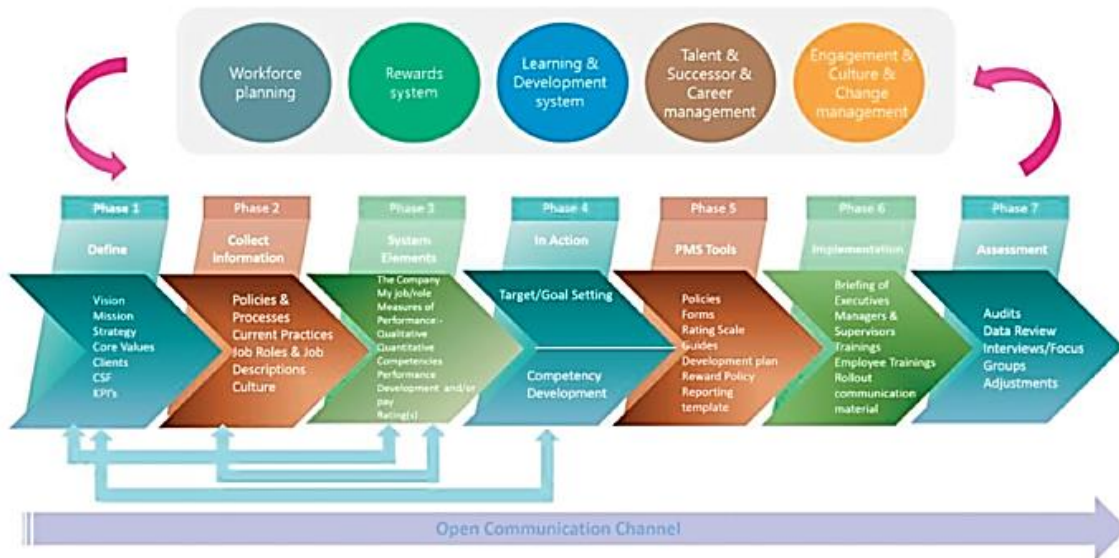 Workforce
planning
Rewards
system
Learning &
Development
system
Talent &
Successor &
Career
management
Engagement &
Culture &
Change
management
Phase 1
Define
Vision
Mission
Strategy
Core Values
Clients
CSF
KPI's
Phase 2
Collect
Information
Policies &
Processes
Current Practices
Job Roles & Job
Descriptions
Culture
Phase 3
System
Elements
The Company
My job/role
Measures of
Performance:-
Qualitative
Quantitative
Competencies
Performance
Development and/or
pay
Rating(s)
Phase 4
In Action
Target/Goal Setting
Competency
Development
Phase 5
PMS Tools
Policies
Forms
Rating Scale
Guides
Development plan
Reward Policy
Reporting
template
Phase 6
Implementation
Briefing of
Executives
Managers &
Supervisors
Trainings
Employee Trainings
Rollout
communication
material
Phase 7
Assessment
Audits
Data Review
Interviews/Focus
Groups
Adjustments
Open Communication Channel